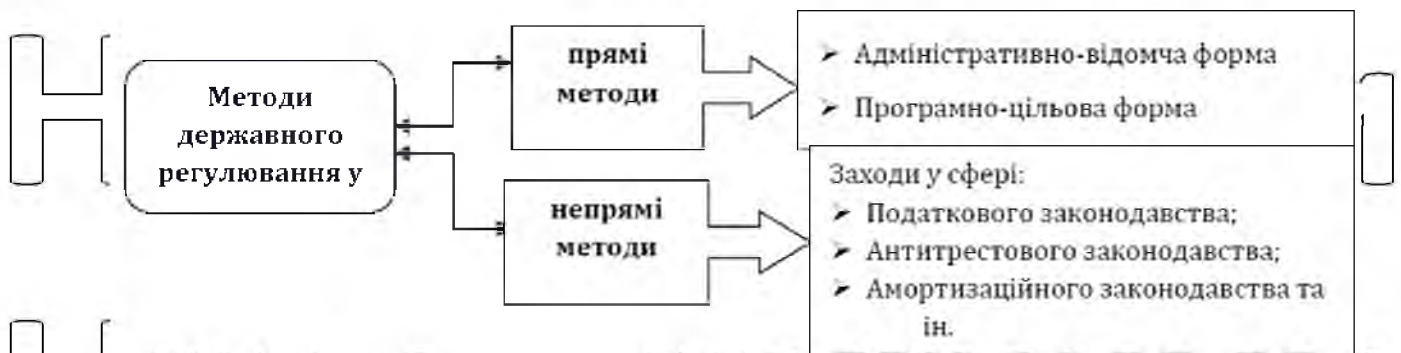 Методи
державного
регулювання у
прямі
методи
➢ Адміністративно-відомча форма
➢ Програмно-цільова форма
непрямі
методи
Заходи у сфері:
➢ Податкового законодавства;
➢ Антитрестового законодавства;
➢ Амортизаційного законодавства та
ін.